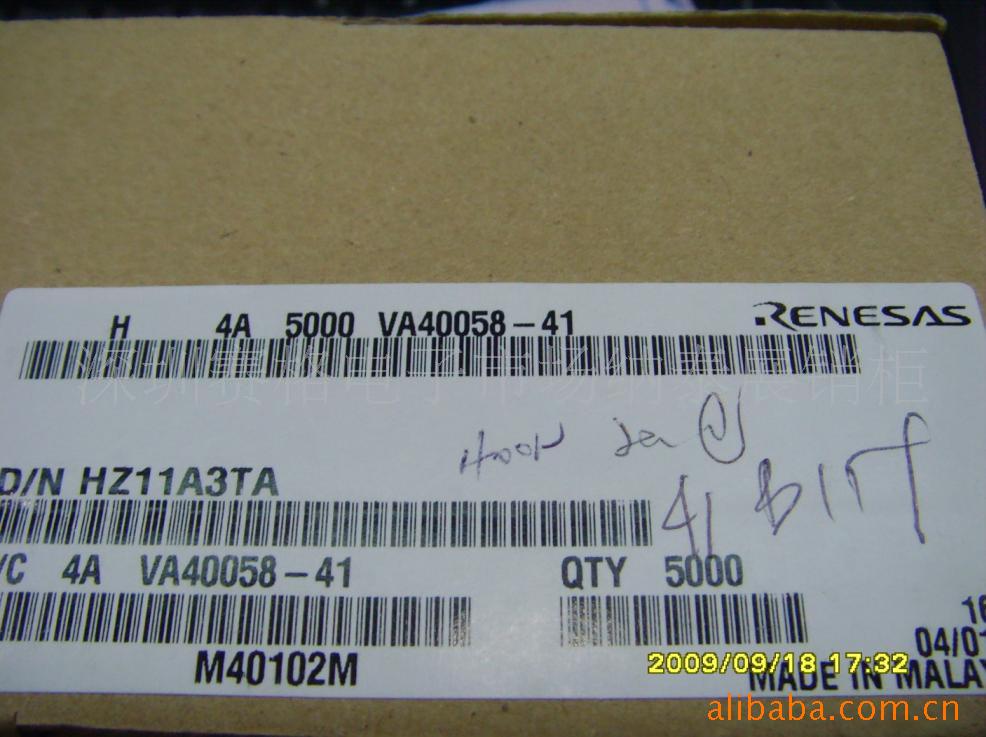 H 4A 5000 VA40058-41
RENESAS
深圳赛格电子市场纳泰展销柜
D/N HZ11A3TA
/C 4A VA40058-41
QTY 5000
16
04/01
M40102M
2009/09/18 17:32
MADE IN MALAY
alibaba.com.cn